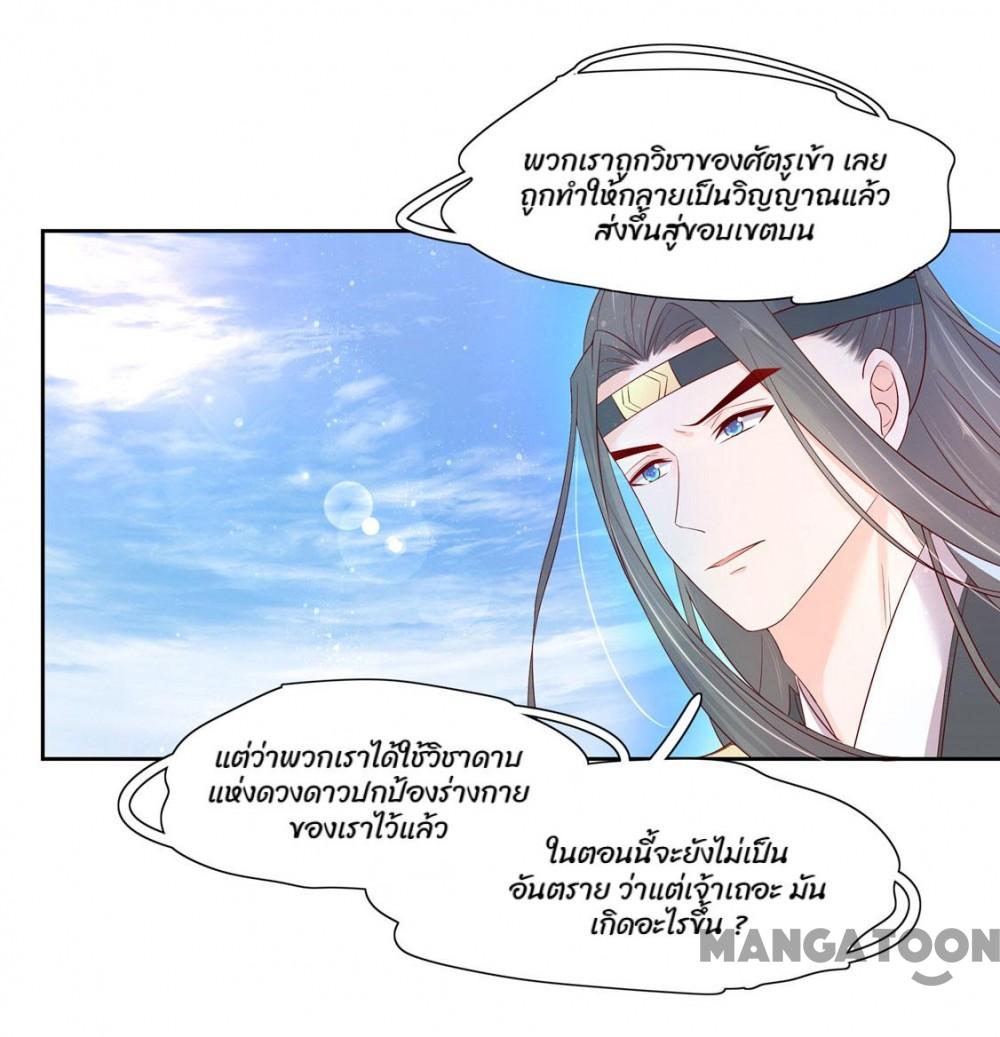 พวกเราถูกวิชาของศัตรูเข้า เลย
ถูกทำให้กลายเป็นวิญญาณแล้ว
ส่งขึ้นสู่ขอบเขตบน
แต่ว่าพวกเราได้ใช้วิชาดาบ
แห่งดวงดาวปกป้องร่างกาย
ของเราไว้แล้ว
ในตอนนี้จะยังไม่เป็น
อันตราย ว่าแต่เจ้าเถอะ มัน
เกิดอะไรขึ้น ?
MANGATOON